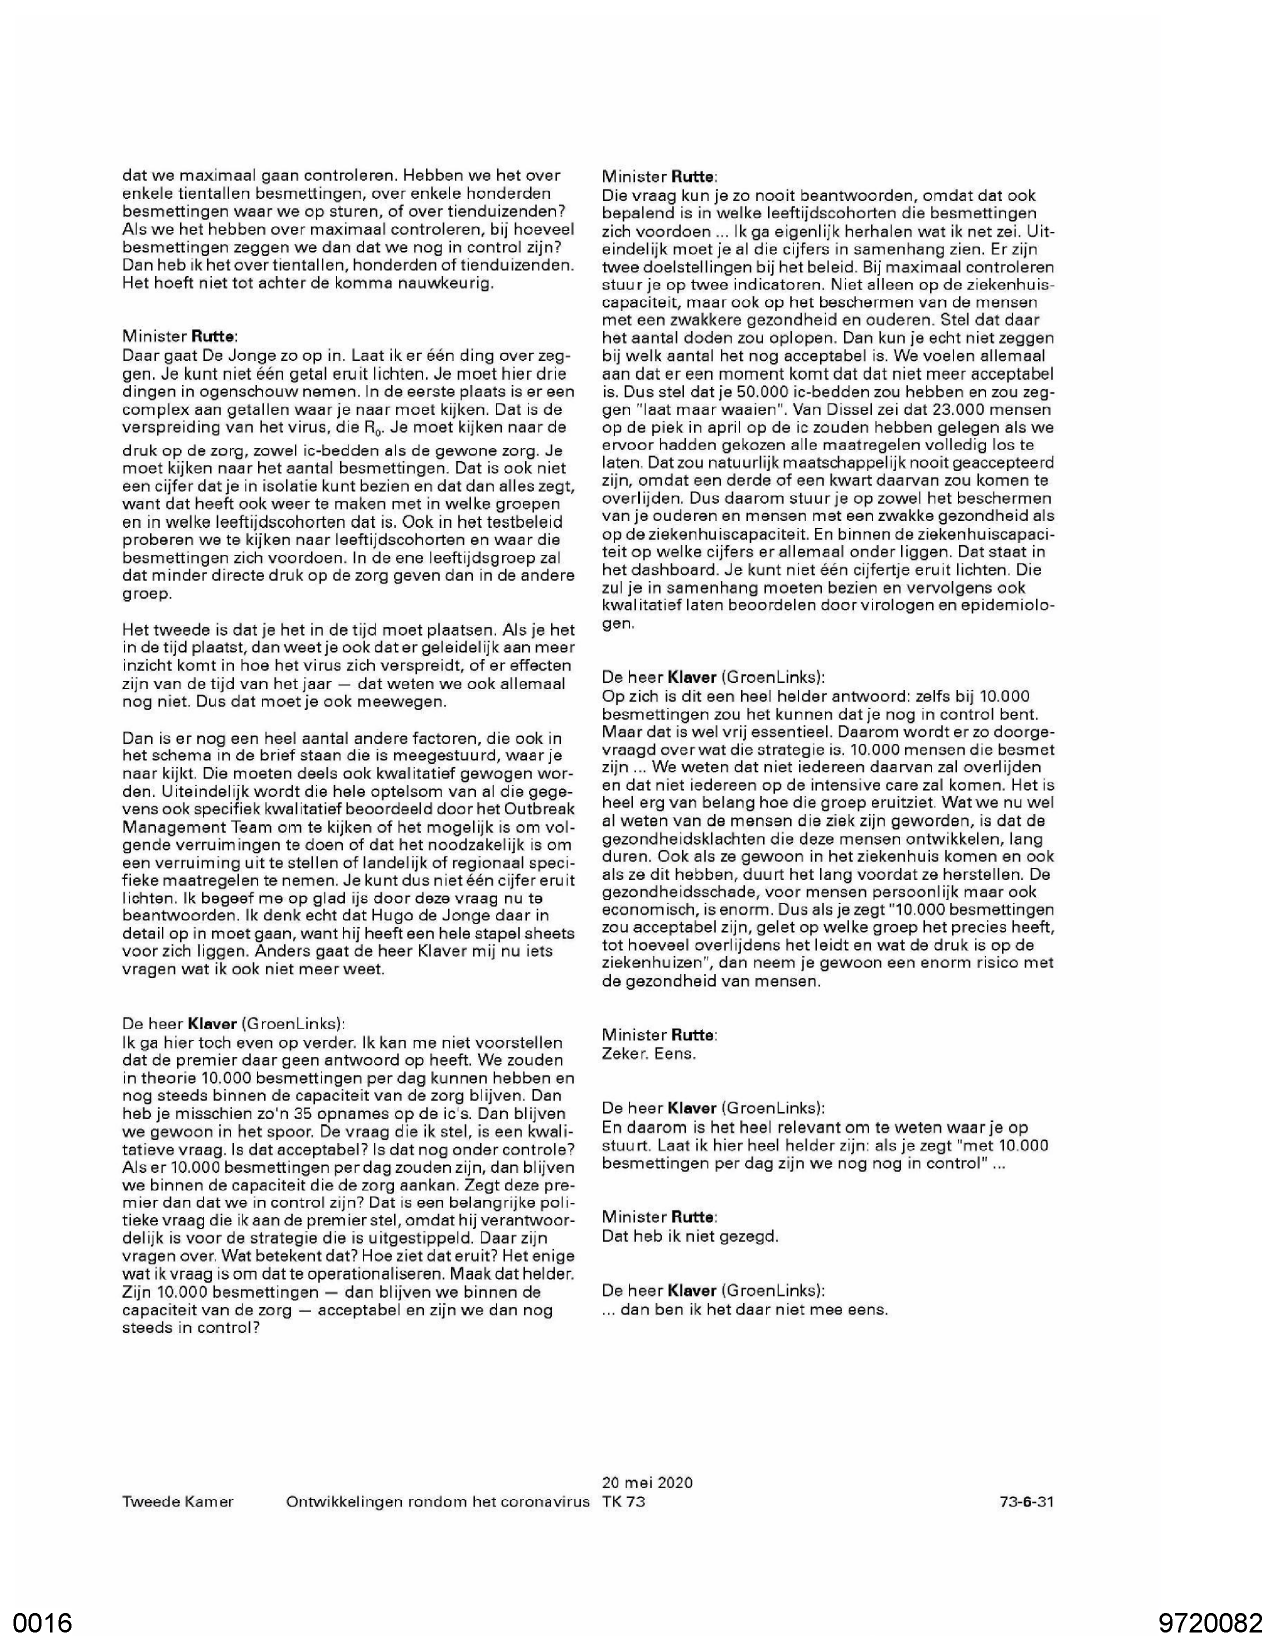 dat we maximaal gaan controleren. Hebben we het over
enkele tientallen besmettingen, over enkele honderden
besmettingen waar we op sturen, of over tienduizenden?
Als we het hebben over maximaal controleren, bij hoeveel
besmettingen zeggen we dan dat we nog in control zijn?
Dan heb ik het over tientallen, honderden of tienduizenden.
Het hoeft niet tot achter de komma nauwkeurig.
Minister Rutte:
Daar gaat De Jonge zo op in. Laat ik er één ding over zeg-
gen. Je kunt niet één getal eruit lichten. Je moet hier drie
dingen in ogenschouw nemen. In de eerste plaats is er een
complex aan getallen waar je naar moet kijken. Dat is de
verspreiding van het virus, die R0. Je moet kijken naar de
druk op de zorg, zowel ic-bedden als de gewone zorg. Je
moet kijken naar het aantal besmettingen. Dat is ook niet
een cijfer dat je in isolatie kunt bezien en dat dan alles zegt,
want dat heeft ook weer te maken met in welke groepen
en in welke leeftijdscohorten dat is. Ook in het testbeleid
proberen we te kijken naar leeftijdscohorten en waar die
besmettingen zich voordoen. In de ene leeftijdsgroep zal
dat minder directe druk op de zorg geven dan in de andere
groep.
Het tweede is dat je het in de tijd moet plaatsen. Als je het
in de tijd plaatst, dan weet je ook dat er geleidelijk aan meer
inzicht komt in hoe het virus zich verspreidt, of er effecten
zijn van de tijd van het jaar — dat weten we ook allemaal
nog niet. Dus dat moet je ook meewegen.
Dan is er nog een heel aantal andere factoren, die ook in
het schema in de brief staan die is meegestuurd, waar je
naar kijkt. Die moeten deels ook kwalitatief gewogen wor-
den. Uiteindelijk wordt die hele optelsom van al die gege-
vens ook specifiek kwalitatief beoordeeld door het Outbreak
Management Team om te kijken of het mogelijk is om vol-
gende verruimingen te doen of dat het noodzakelijk is om
een verruiming uit te stellen of landelijk of regionaal speci-
fieke maatregelen te nemen. Je kunt dus niet één cijfer eruit
lichten. Ik begeef me op glad ijs door deze vraag nu te
beantwoorden. Ik denk echt dat Hugo de Jonge daar in
detail op in moet gaan, want hij heeft een hele stapel sheets
voor zich liggen. Anders gaat de heer Klaver mij nu iets
vragen wat ik ook niet meer weet.
De heer Klaver (GroenLinks):
Ik ga hier toch even op verder. Ik kan me niet voorstellen
dat de premier daar geen antwoord op heeft. We zouden
in theorie 10.000 besmettingen per dag kunnen hebben en
nog steeds binnen de capaciteit van de zorg blijven. Dan
heb je misschien zo'n 35 opnames op de ic's. Dan blijven
we gewoon in het spoor. De vraag die ik stel, is een kwali-
tatieve vraag. Is dat acceptabel? Is dat nog onder controle?
Als er 10.000 besmettingen per dag zouden zijn, dan blijven
we binnen de capaciteit die de zorg aankan. Zegt deze pre-
mier dan dat we in control zijn? Dat is een belangrijke poli-
tieke vraag die ik aan de premier stel, omdat hij verantwoor-
delijk is voor de strategie die is uitgestippeld. Daar zijn
vragen over. Wat betekent dat? Hoe ziet dat eruit? Het enige
wat ik vraag is om dat te operationaliseren. Maak dat helder.
Zijn 10.000 besmettingen — dan blijven we binnen de
capaciteit van de zorg — acceptabel en zijn we dan nog
steeds in control?
Minister Rutte:
Die vraag kun je zo nooit beantwoorden, omdat dat ook
bepalend is in welke leeftijdscohorten die besmettingen
zich voordoen ... Ik ga eigenlijk herhalen wat ik net zei. Uit-
eindelijk moet je al die cijfers in samenhang zien. Er zijn
twee doelstellingen bij het beleid. Bij maximaal controleren
stuur je op twee indicatoren. Niet alleen op de ziekenhuis-
capaciteit, maar ook op het beschermen van de mensen
met een zwakkere gezondheid en ouderen. Stel dat daar
het aantal doden zou oplopen. Dan kun je echt niet zeggen
bij welk aantal het nog acceptabel is. We voelen allemaal
aan dat er een moment komt dat dat niet meer acceptabel
is. Dus stel dat je 50.000 ic-bedden zou hebben en zou zeg-
gen "laat maar waaien". Van Dissel zei dat 23.000 mensen
op de piek in april op de ic zouden hebben gelegen als we
ervoor hadden gekozen alle maatregelen volledig los te
laten. Dat zou natuurlijk maatschappelijk nooit geaccepteerd
zijn, omdat een derde of een kwart daarvan zou komen te
overlijden. Dus daarom stuur je op zowel het beschermen
van je ouderen en mensen met een zwakke gezondheid als
op de ziekenhuiscapaciteit. En binnen de ziekenhuiscapaci-
teit op welke cijfers er allemaal onder liggen. Dat staat in
het dashboard. Je kunt niet één cijfertje eruit lichten. Die
zul je in samenhang moeten bezien en vervolgens ook
kwalitatief laten beoordelen door virologen en epidemiolo-
gen.
De heer Klaver (GroenLinks):
Op zich is dit een heel helder antwoord: zelfs bij 10.000
besmettingen zou het kunnen dat je nog in control bent.
Maar dat is wel vrij essentieel. Daarom wordt er zo doorge-
vraagd over wat die strategie is. 10.000 mensen die besmet
zijn ... We weten dat niet iedereen daarvan zal overlijden
en dat niet iedereen op de intensive care zal komen. Het is
heel erg van belang hoe die groep eruitziet. Wat we nu wel
al weten van de mensen die ziek zijn geworden, is dat de
gezondheidsklachten die deze mensen ontwikkelen, lang
duren. Ook als ze gewoon in het ziekenhuis komen en ook
als ze dit hebben, duurt het lang voordat ze herstellen. De
gezondheidsschade, voor mensen persoonlijk maar ook
economisch, is enorm. Dus als je zegt "10.000 besmettingen
zou acceptabel zijn, gelet op welke groep het precies heeft,
tot hoeveel overlijdens het leidt en wat de druk is op de
ziekenhuizen", dan neem je gewoon een enorm risico met
de gezondheid van mensen.
Minister Rutte:
Zeker. Eens.
De heer Klaver (GroenLinks):
En daarom is het heel relevant om te weten waar je op
stuurt. Laat ik hier heel helder zijn: als je zegt "met 10.000
besmettingen per dag zijn we nog nog in control" ...
Minister Rutte:
Dat heb ik niet gezegd.
De heer Klaver (GroenLinks):
... dan ben ik het daar niet mee eens.
20 mei 2020
Tweede Kamer Ontwikkelingen rondom het coronavirus TK 73 73-6-31
0016 9720082